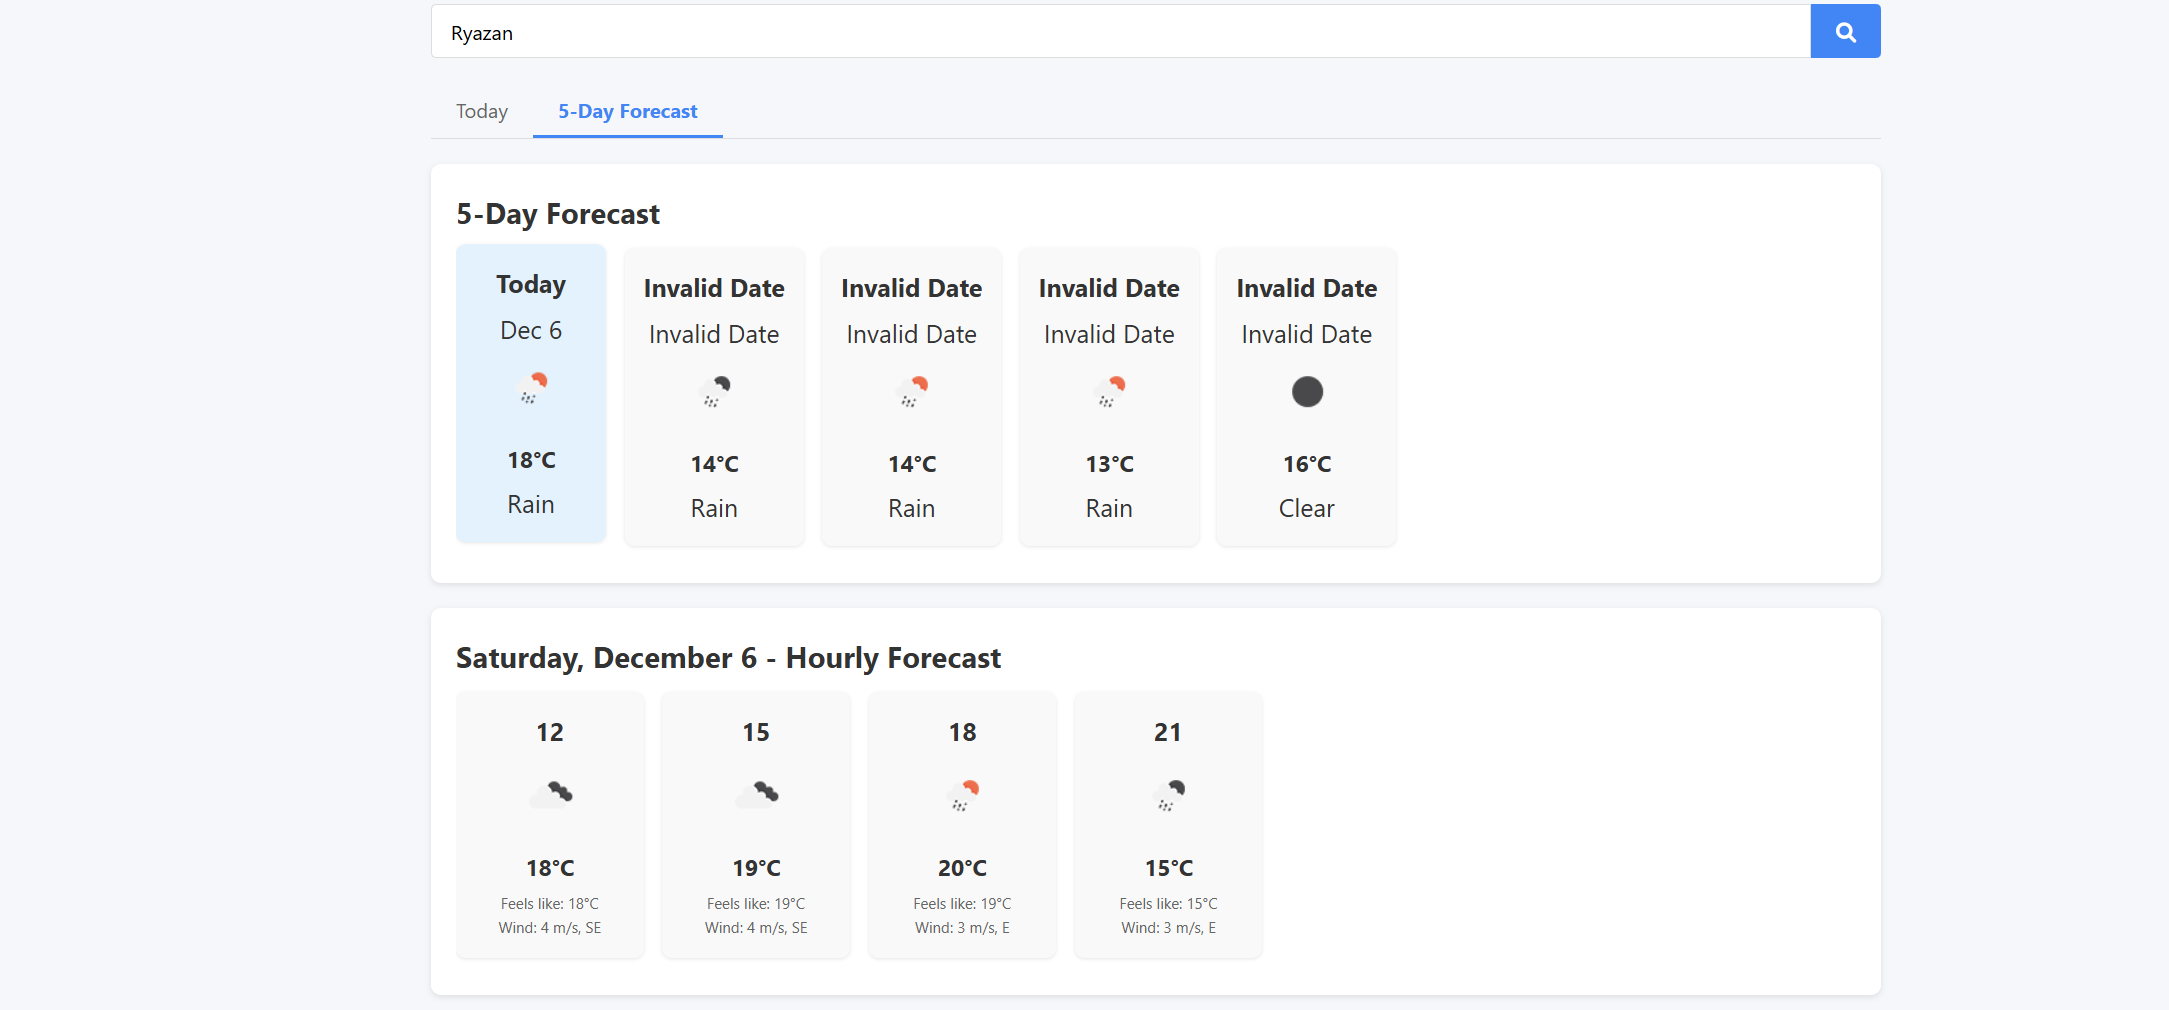 Ryazan
Today 5-Day Forecast
5-Day Forecast
Today Invalid Date Invalid Date Invalid Date Invalid Date
Dec 6 Invalid Date Invalid Date Invalid Date Invalid Date
18°C 14°C 14°C 13°C 16°C
Rain Rain Rain Rain Clear
Saturday, December 6 - Hourly Forecast
12 15 18 21
18°C 19°C 20°C 15°C
Feels like: 18°C Feels like: 19°C Feels like: 19°C Feels like: 15°C
Wind: 4 m/s, SE Wind: 4 m/s, SE Wind: 3 m/s, E Wind: 3 m/s, E